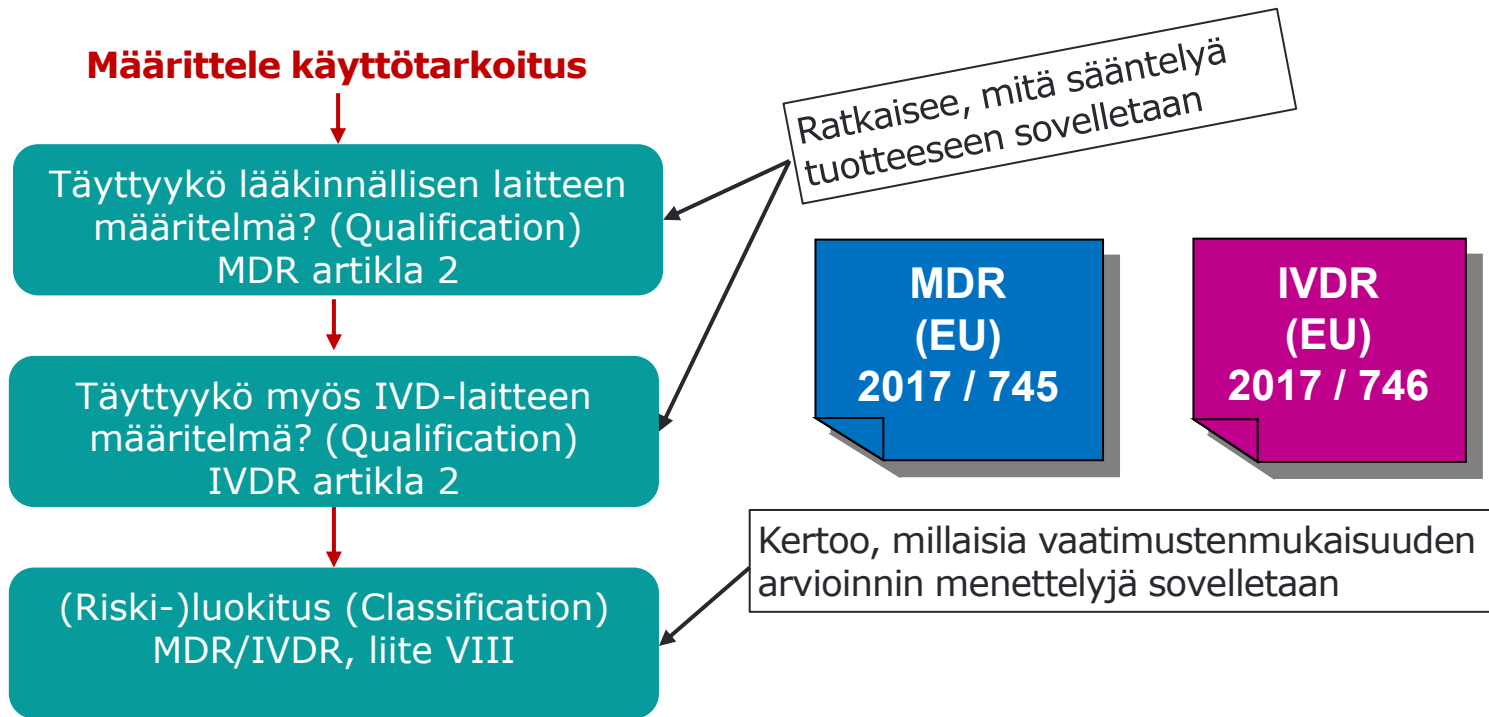 Määrittele käyttötarkoitus
Täyttyykö lääkinnällisen laitteen
määritelmä? (Qualification)
MDR artikla 2
Täyttyykö myös IVD-laitteen
määritelmä? (Qualification)
IVDR artikla 2
(Riski-)luokitus (Classification)
MDR/IVDR, liite VIII
Ratkaisee, mitä sääntelyä
tuotteeseen sovelletaan
MDR
(EU)
2017 / 745
IVDR
(EU)
2017 / 746
Kertoo, millaisia vaatimustenmukaisuuden
arvioinnin menettelyjä sovelletaan